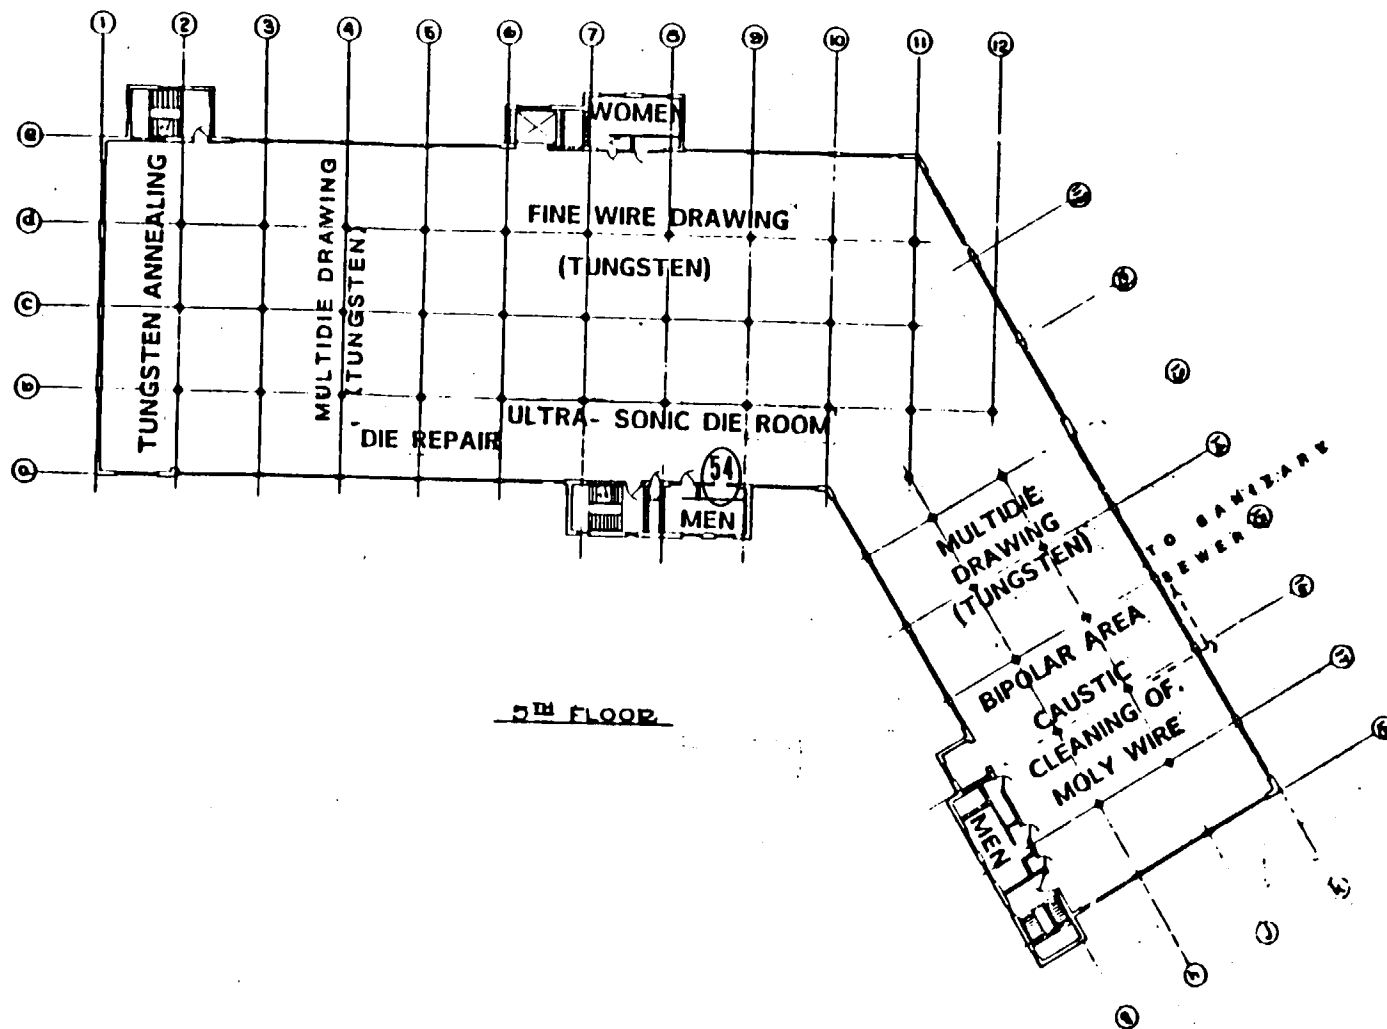 1 2 3 4 5 6 7 8 9 10 11 12
WOMEN
e
d
c
b
a
TUNGSTEN ANNEALING
MULTIDIE DRAWING
(TUNGSTEN)
FINE WIRE DRAWING
(TUNGSTEN)
DIE REPAIR
ULTRA- SONIC DIE ROOM
54
MEN
MULTIDIE
DRAWING
(TUNGSTEN)
TO SANITARY
SEWER
BIPOLAR AREA
CAUSTIC
CLEANING OF
MOLY WIRE
MEN
5TH FLOOR
17
k
j
g